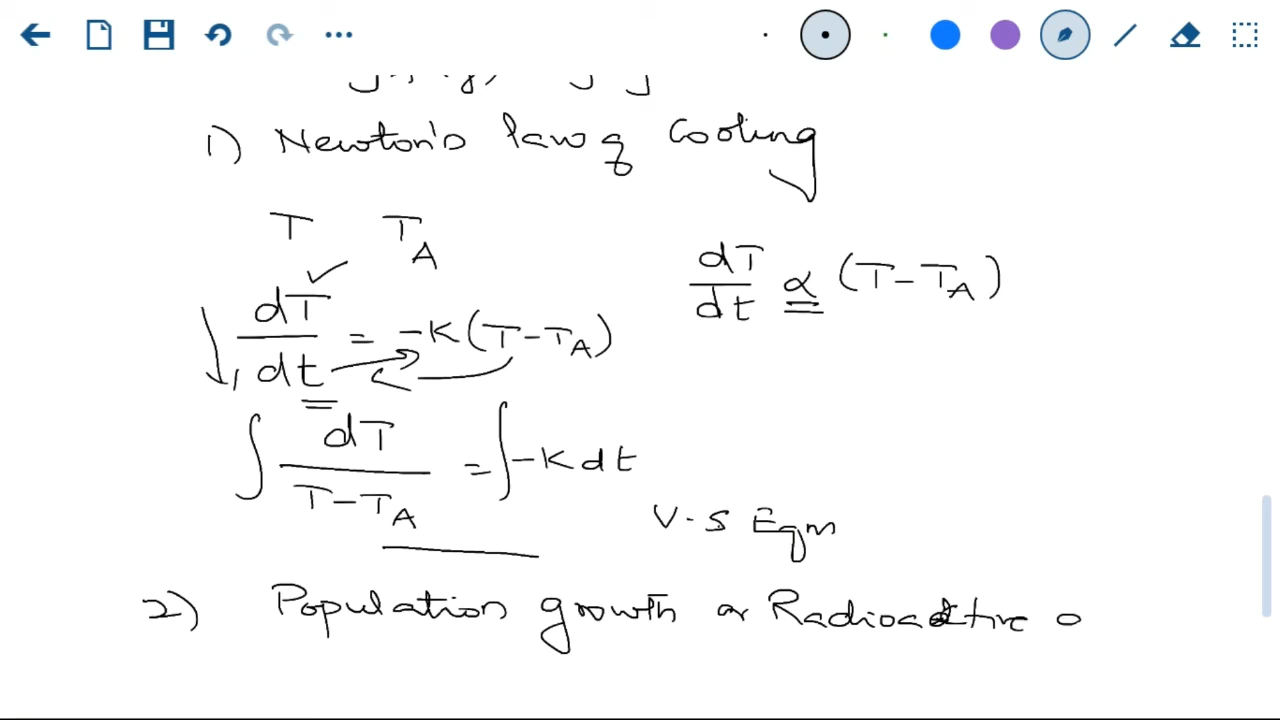 1) Newton's law of Cooling
T T_A
dT/dt ∝ (T-T_A)
dT/dt = -K(T-T_A)
∫ dT/(T-T_A) = ∫-K dt
V-S Eqn
2) Population growth or Radioactive